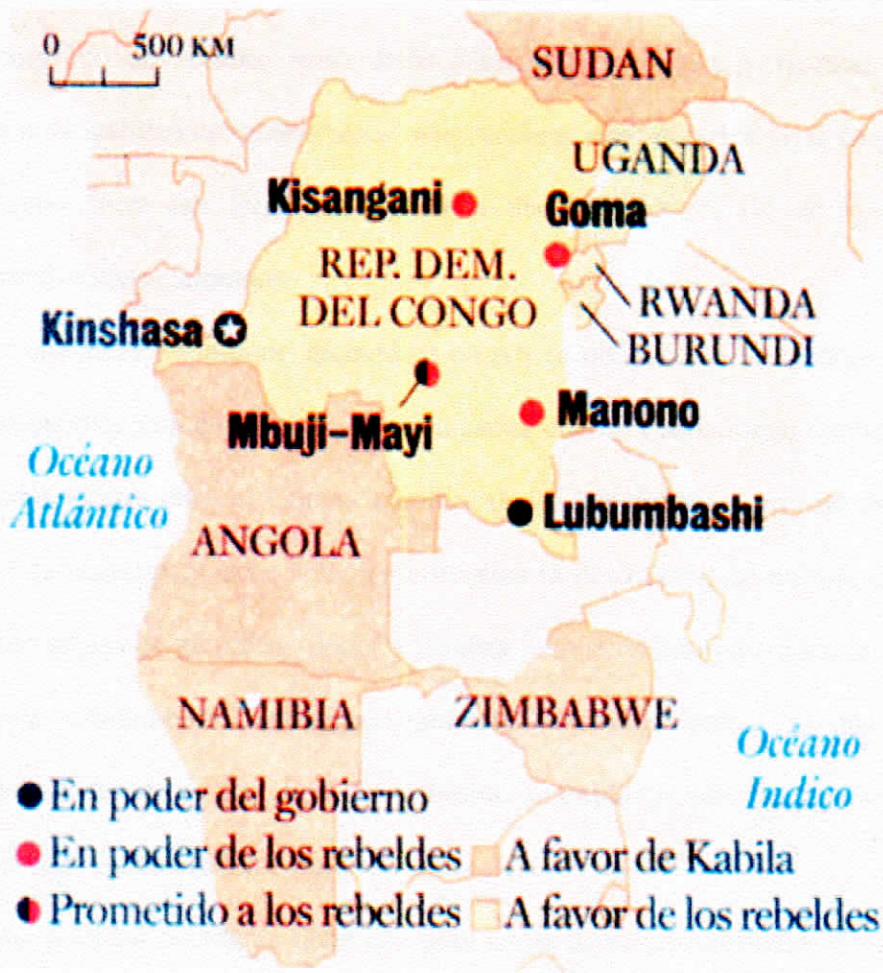 0 500 KM
SUDAN
UGANDA
Kisangani
Goma
REP. DEM.
DEL CONGO
RWANDA
Kinshasa
BURUNDI
Mbuji-Mayi
Manono
Océano
Atlántico
Lubumbashi
ANGOLA
NAMIBIA
ZIMBABWE
Océano
Indico
En poder del gobierno
En poder de los rebeldes
A favor de Kabila
Prometido a los rebeldes
A favor de los rebeldes